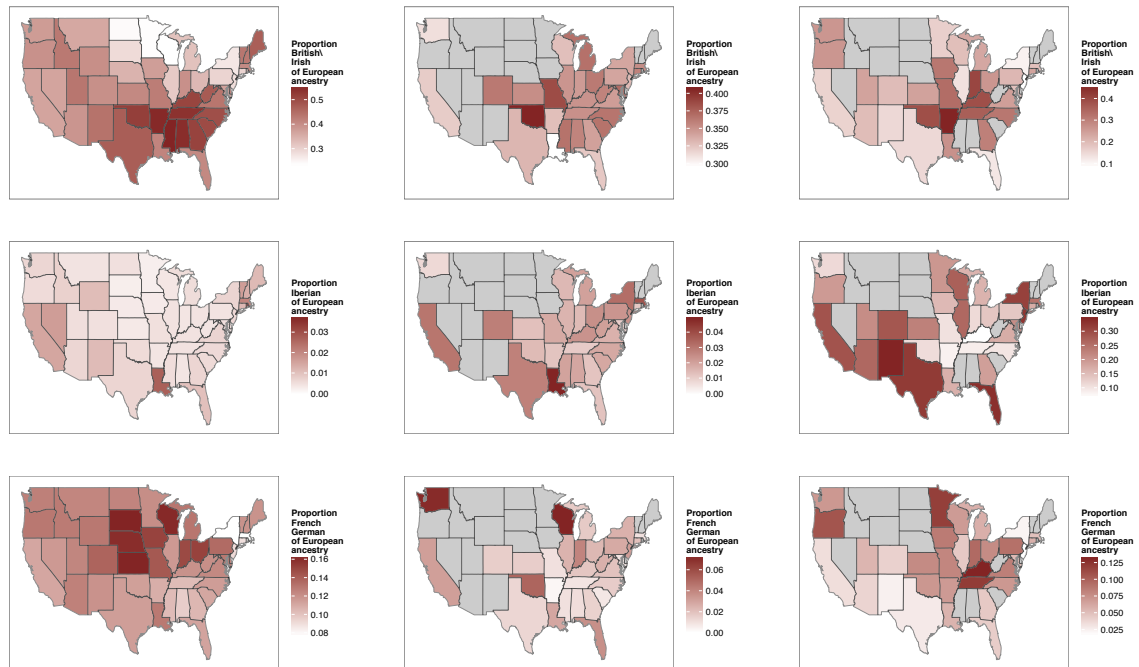 Proportion
British\
Irish
of European
ancestry
0.5
0.4
0.3
Proportion
British\
Irish
of European
ancestry
0.400
0.375
0.350
0.325
0.300
Proportion
British\
Irish
of European
ancestry
0.4
0.3
0.2
0.1
Proportion
Iberian
of European
ancestry
0.03
0.02
0.01
0.00
Proportion
Iberian
of European
ancestry
0.04
0.03
0.02
0.01
0.00
Proportion
Iberian
of European
ancestry
0.30
0.25
0.20
0.15
0.10
Proportion
French
German
of European
ancestry
0.16
0.14
0.12
0.10
0.08
Proportion
French
German
of European
ancestry
0.06
0.04
0.02
0.00
Proportion
French
German
of European
ancestry
0.125
0.100
0.075
0.050
0.025